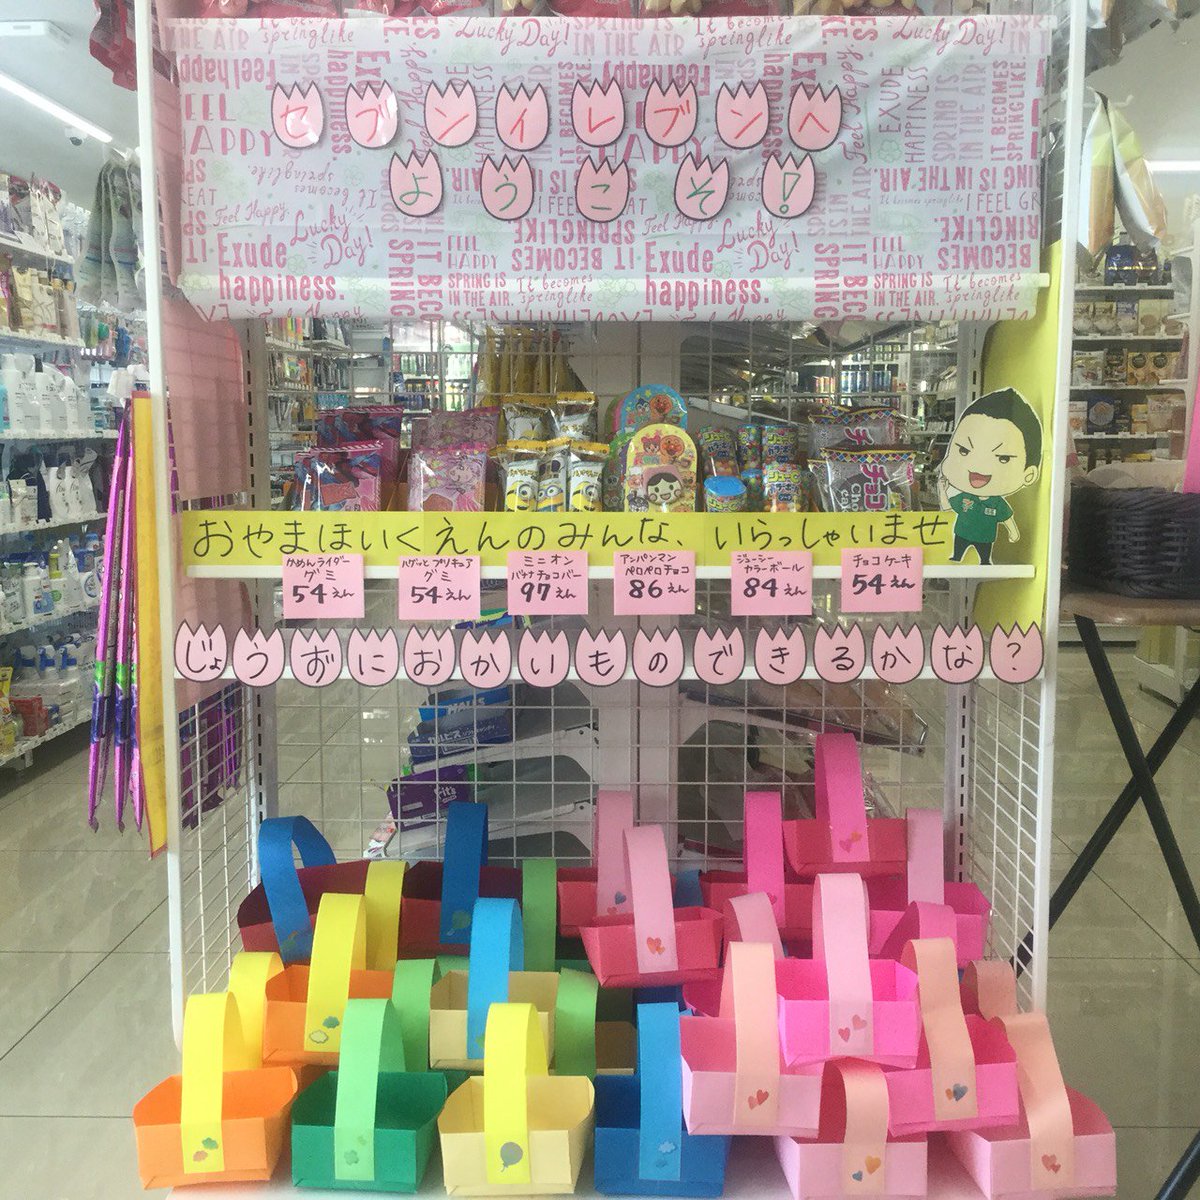 セブンイレブンへ
ようこそ!
Exude happiness.
Lucky Day!
IT BECOMES SPRINGLIKE.
FEEL HAPPY
SPRING IS IN THE AIR.
It becomes springlike
おやまほいくえんのみんな、いらっしゃいませ
かめんライダー
グミ
54えん
ハグっとプリキュア
グミ
54えん
ミニオン
バナナチョコバー
97えん
アンパンマン
ペロペロチョコ
86えん
ジューシー
カラーボール
84えん
チョコケーキ
54えん
じょうずにおかいものできるかな?
HALLS